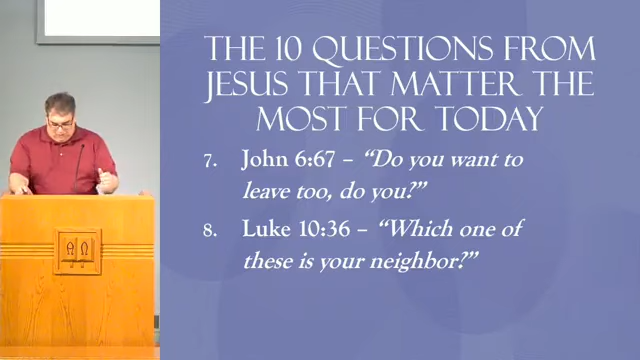 THE 10 QUESTIONS FROM
JESUS THAT MATTER THE
MOST FOR TODAY
7. John 6:67 – “Do you want to
leave too, do you?”
8. Luke 10:36 – “Which one of
these is your neighbor?”
ΑΩ